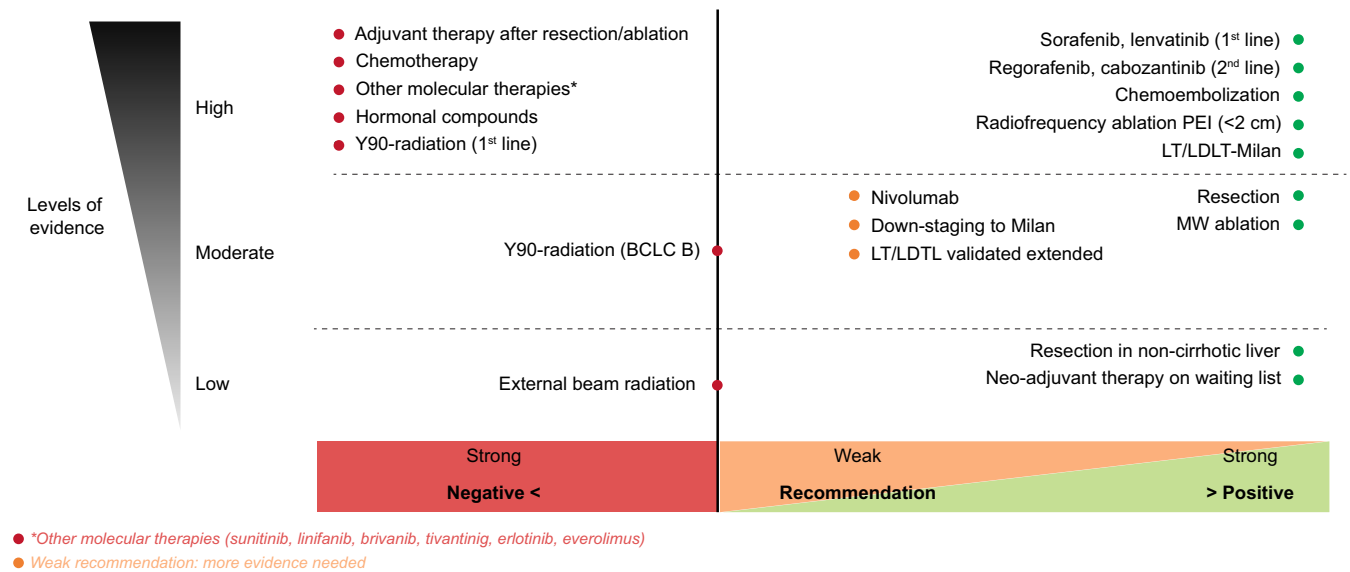 Levels of
evidence
High
Adjuvant therapy after resection/ablation
Chemotherapy
Other molecular therapies*
Hormonal compounds
Y90-radiation (1st line)
Sorafenib, lenvatinib (1st line)
Regorafenib, cabozantinib (2nd line)
Chemoembolization
Radiofrequency ablation PEI (<2 cm)
LT/LDLT-Milan
Moderate
Y90-radiation (BCLC B)
Nivolumab
Down-staging to Milan
LT/LDTL validated extended
Resection
MW ablation
Low
External beam radiation
Resection in non-cirrhotic liver
Neo-adjuvant therapy on waiting list
Strong Weak Strong
Negative < Recommendation > Positive
*Other molecular therapies (sunitinib, linifanib, brivanib, tivantinig, erlotinib, everolimus)
Weak recommendation: more evidence needed